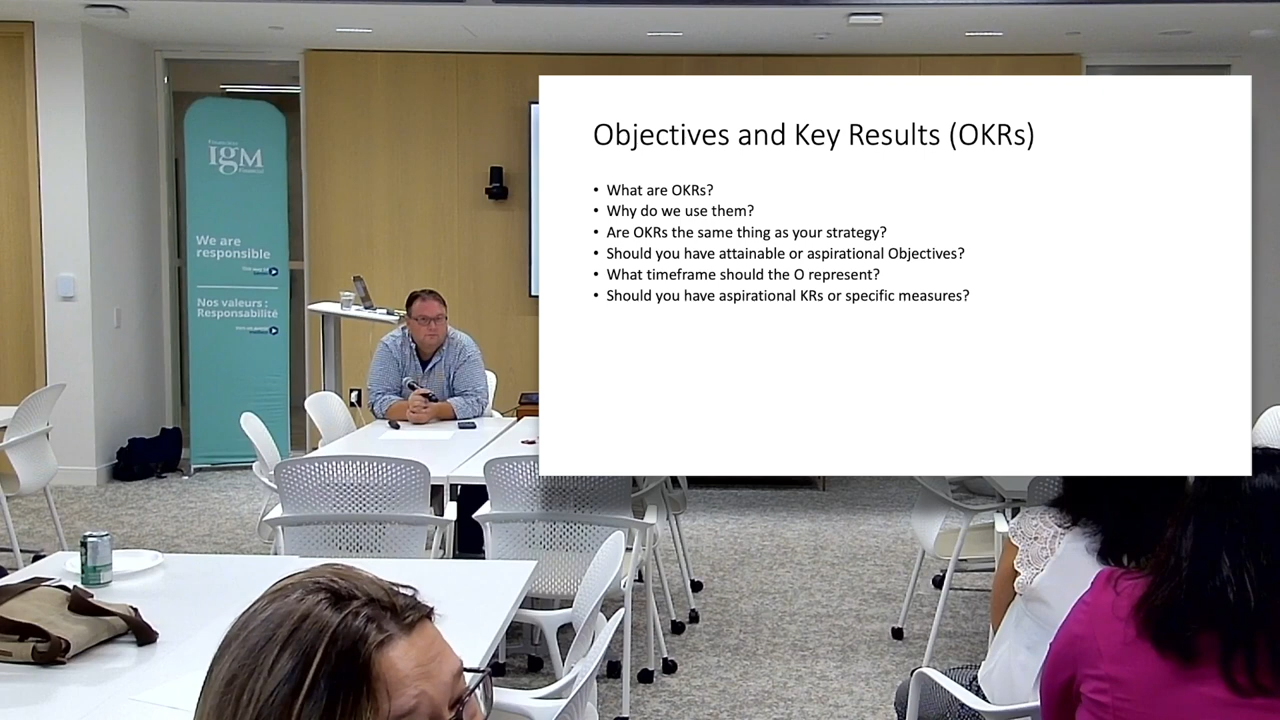 IGM
Financial
We are
responsible
Nos valeurs :
Responsabilité
Objectives and Key Results (OKRs)
• What are OKRs?
• Why do we use them?
• Are OKRs the same thing as your strategy?
• Should you have attainable or aspirational Objectives?
• What timeframe should the O represent?
• Should you have aspirational KRs or specific measures?